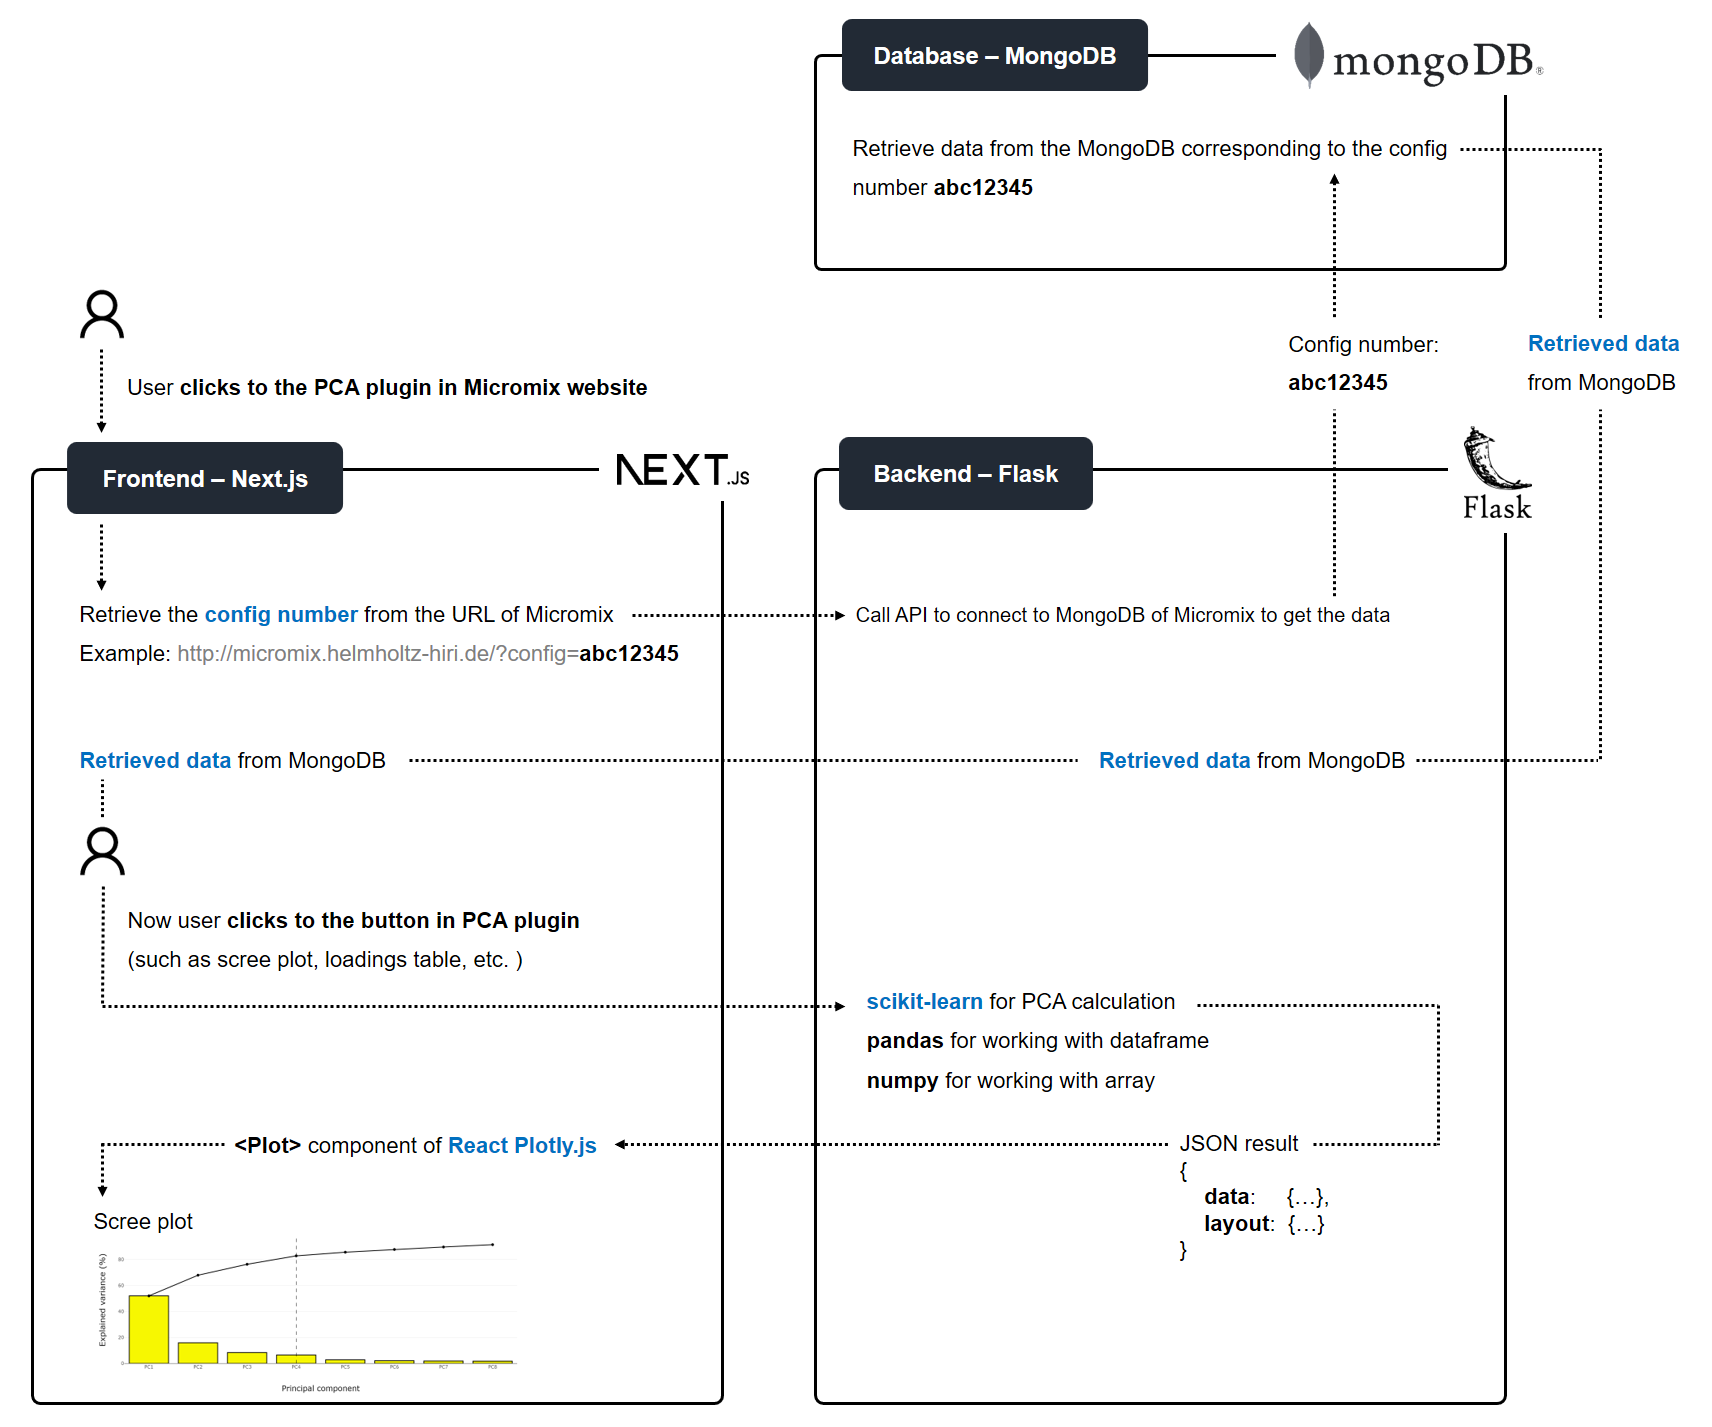 Database – MongoDB
mongoDB®
Retrieve data from the MongoDB corresponding to the config
number abc12345
Config number:
abc12345
Retrieved data
from MongoDB
User clicks to the PCA plugin in Micromix website
Frontend – Next.js
NEXT.JS
Backend – Flask
Flask
Retrieve the config number from the URL of Micromix
Example: http://micromix.helmholtz-hiri.de/?config=abc12345
Call API to connect to MongoDB of Micromix to get the data
Retrieved data from MongoDB
Retrieved data from MongoDB
Now user clicks to the button in PCA plugin
(such as scree plot, loadings table, etc. )
scikit-learn for PCA calculation
pandas for working with dataframe
numpy for working with array
<Plot> component of React Plotly.js
JSON result
{
data: {…},
layout: {…}
}
Scree plot
Explained variance (%)
80
60
40
20
0
PC1 PC2 PC3 PC4 PC5 PC6 PC7 PC8
Principal component